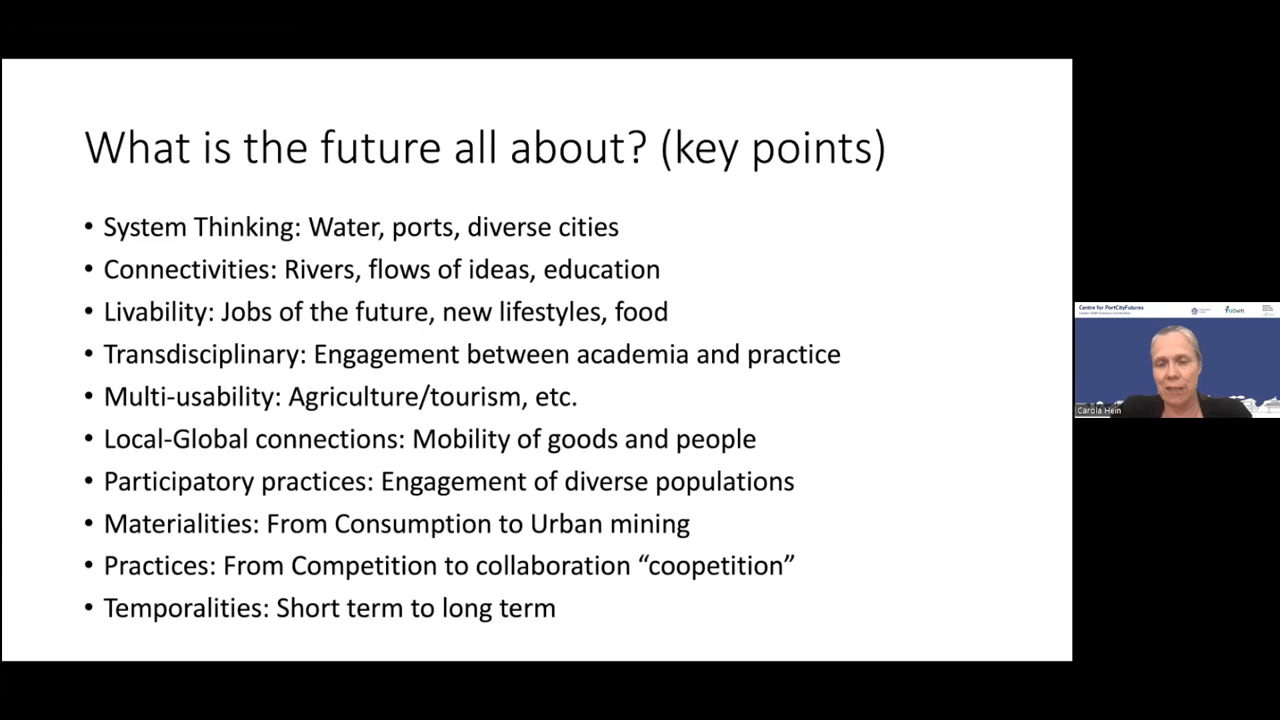 What is the future all about? (key points)
• System Thinking: Water, ports, diverse cities
• Connectivities: Rivers, flows of ideas, education
• Livability: Jobs of the future, new lifestyles, food
• Transdisciplinary: Engagement between academia and practice
• Multi-usability: Agriculture/tourism, etc.
• Local-Global connections: Mobility of goods and people
• Participatory practices: Engagement of diverse populations
• Materialities: From Consumption to Urban mining
• Practices: From Competition to collaboration “coopetition”
• Temporalities: Short term to long term
Centre for PortCityFutures
TUDelft
Carola Hein